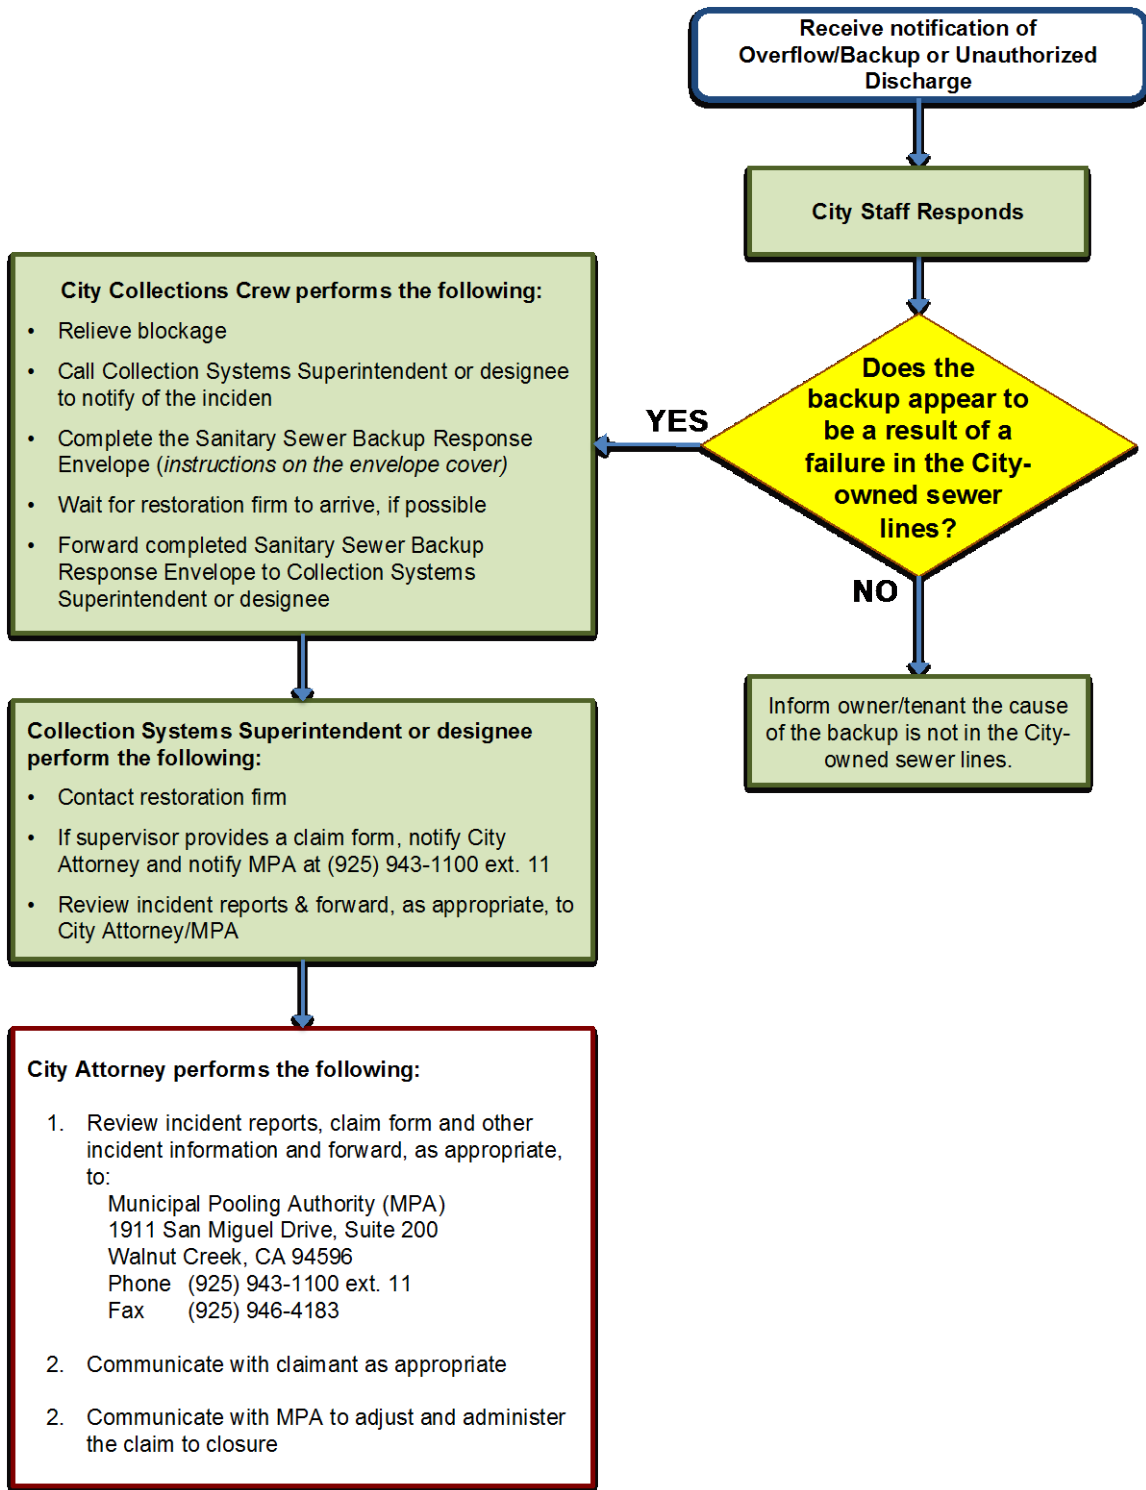 Receive notification of
Overflow/Backup or Unauthorized
Discharge
City Staff Responds
Does the
backup appear to
be a result of a
failure in the City-
owned sewer
lines?
YES
NO
Inform owner/tenant the cause
of the backup is not in the City-
owned sewer lines.
City Collections Crew performs the following:
• Relieve blockage
• Call Collection Systems Superintendent or designee
to notify of the inciden
• Complete the Sanitary Sewer Backup Response
Envelope (instructions on the envelope cover)
• Wait for restoration firm to arrive, if possible
• Forward completed Sanitary Sewer Backup
Response Envelope to Collection Systems
Superintendent or designee
Collection Systems Superintendent or designee
perform the following:
• Contact restoration firm
• If supervisor provides a claim form, notify City
Attorney and notify MPA at (925) 943-1100 ext. 11
• Review incident reports & forward, as appropriate, to
City Attorney/MPA
City Attorney performs the following:
1. Review incident reports, claim form and other
incident information and forward, as appropriate,
to:
Municipal Pooling Authority (MPA)
1911 San Miguel Drive, Suite 200
Walnut Creek, CA 94596
Phone (925) 943-1100 ext. 11
Fax (925) 946-4183
2. Communicate with claimant as appropriate
2. Communicate with MPA to adjust and administer
the claim to closure